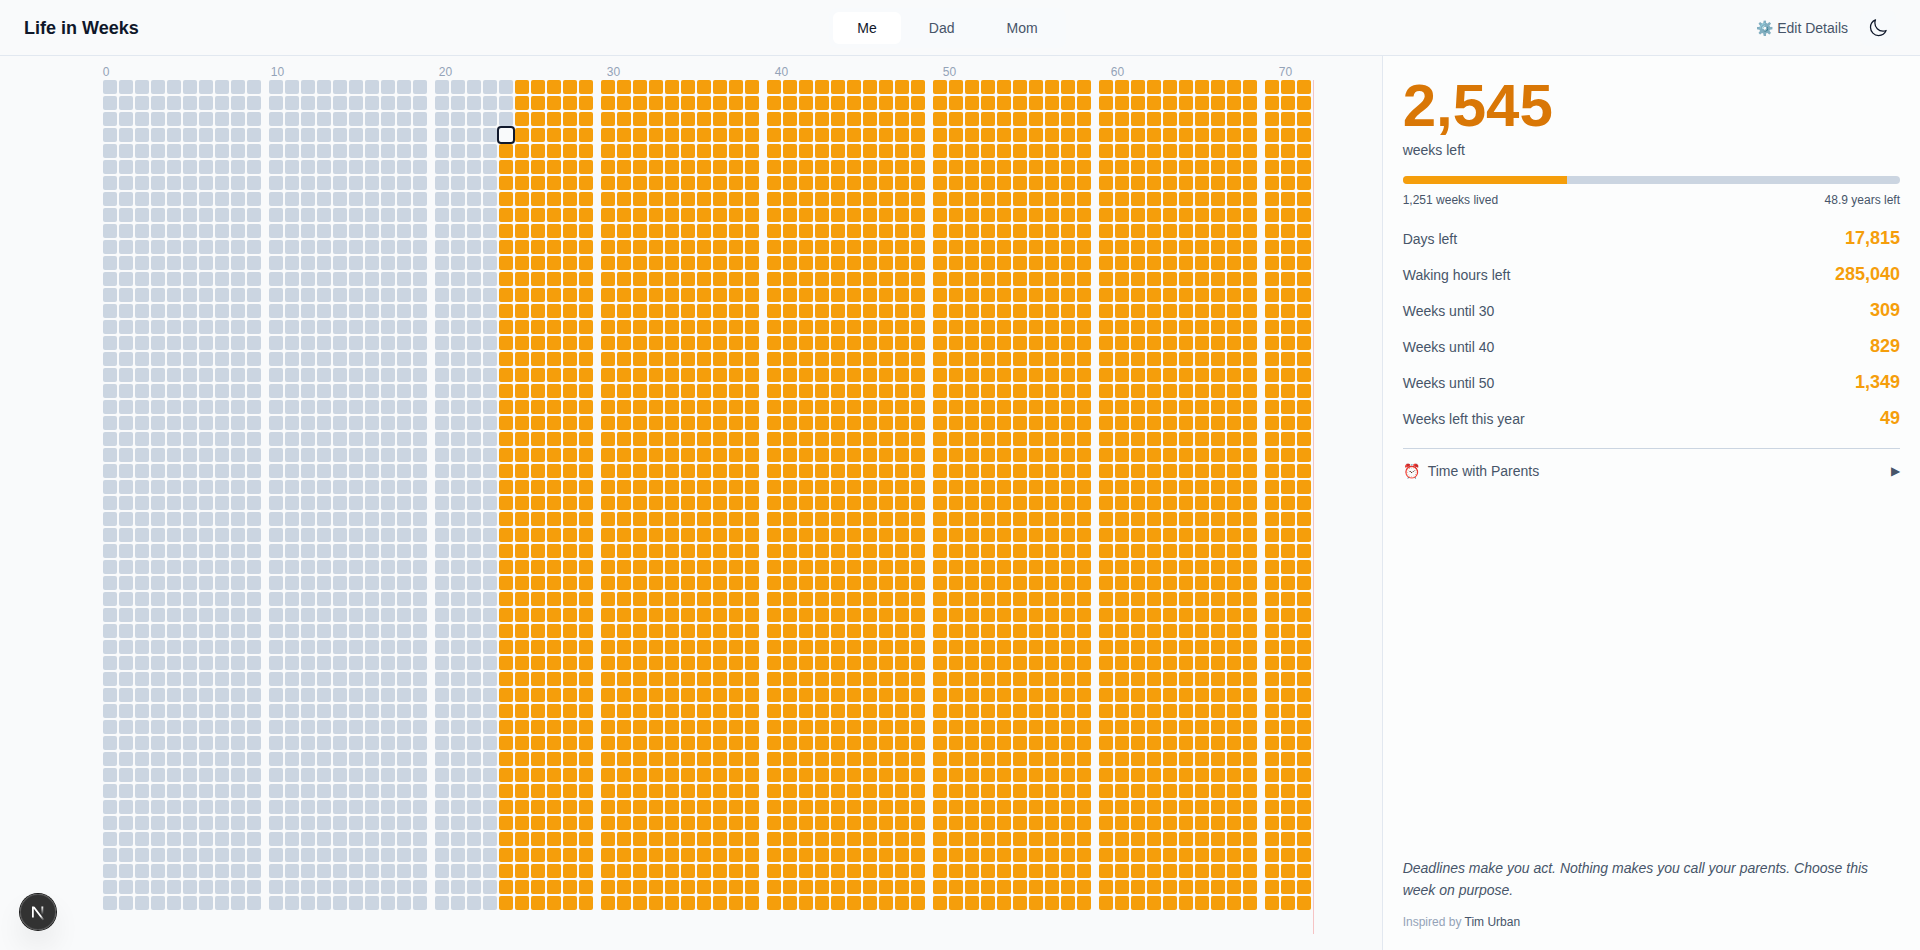 Life in Weeks
Me
Dad
Mom
Edit Details
0
10
20
30
40
50
60
70
2,545
weeks left
1,251 weeks lived
48.9 years left
Days left
17,815
Waking hours left
285,040
Weeks until 30
309
Weeks until 40
829
Weeks until 50
1,349
Weeks left this year
49
Time with Parents
Deadlines make you act. Nothing makes you call your parents. Choose this
week on purpose.
Inspired by Tim Urban
N